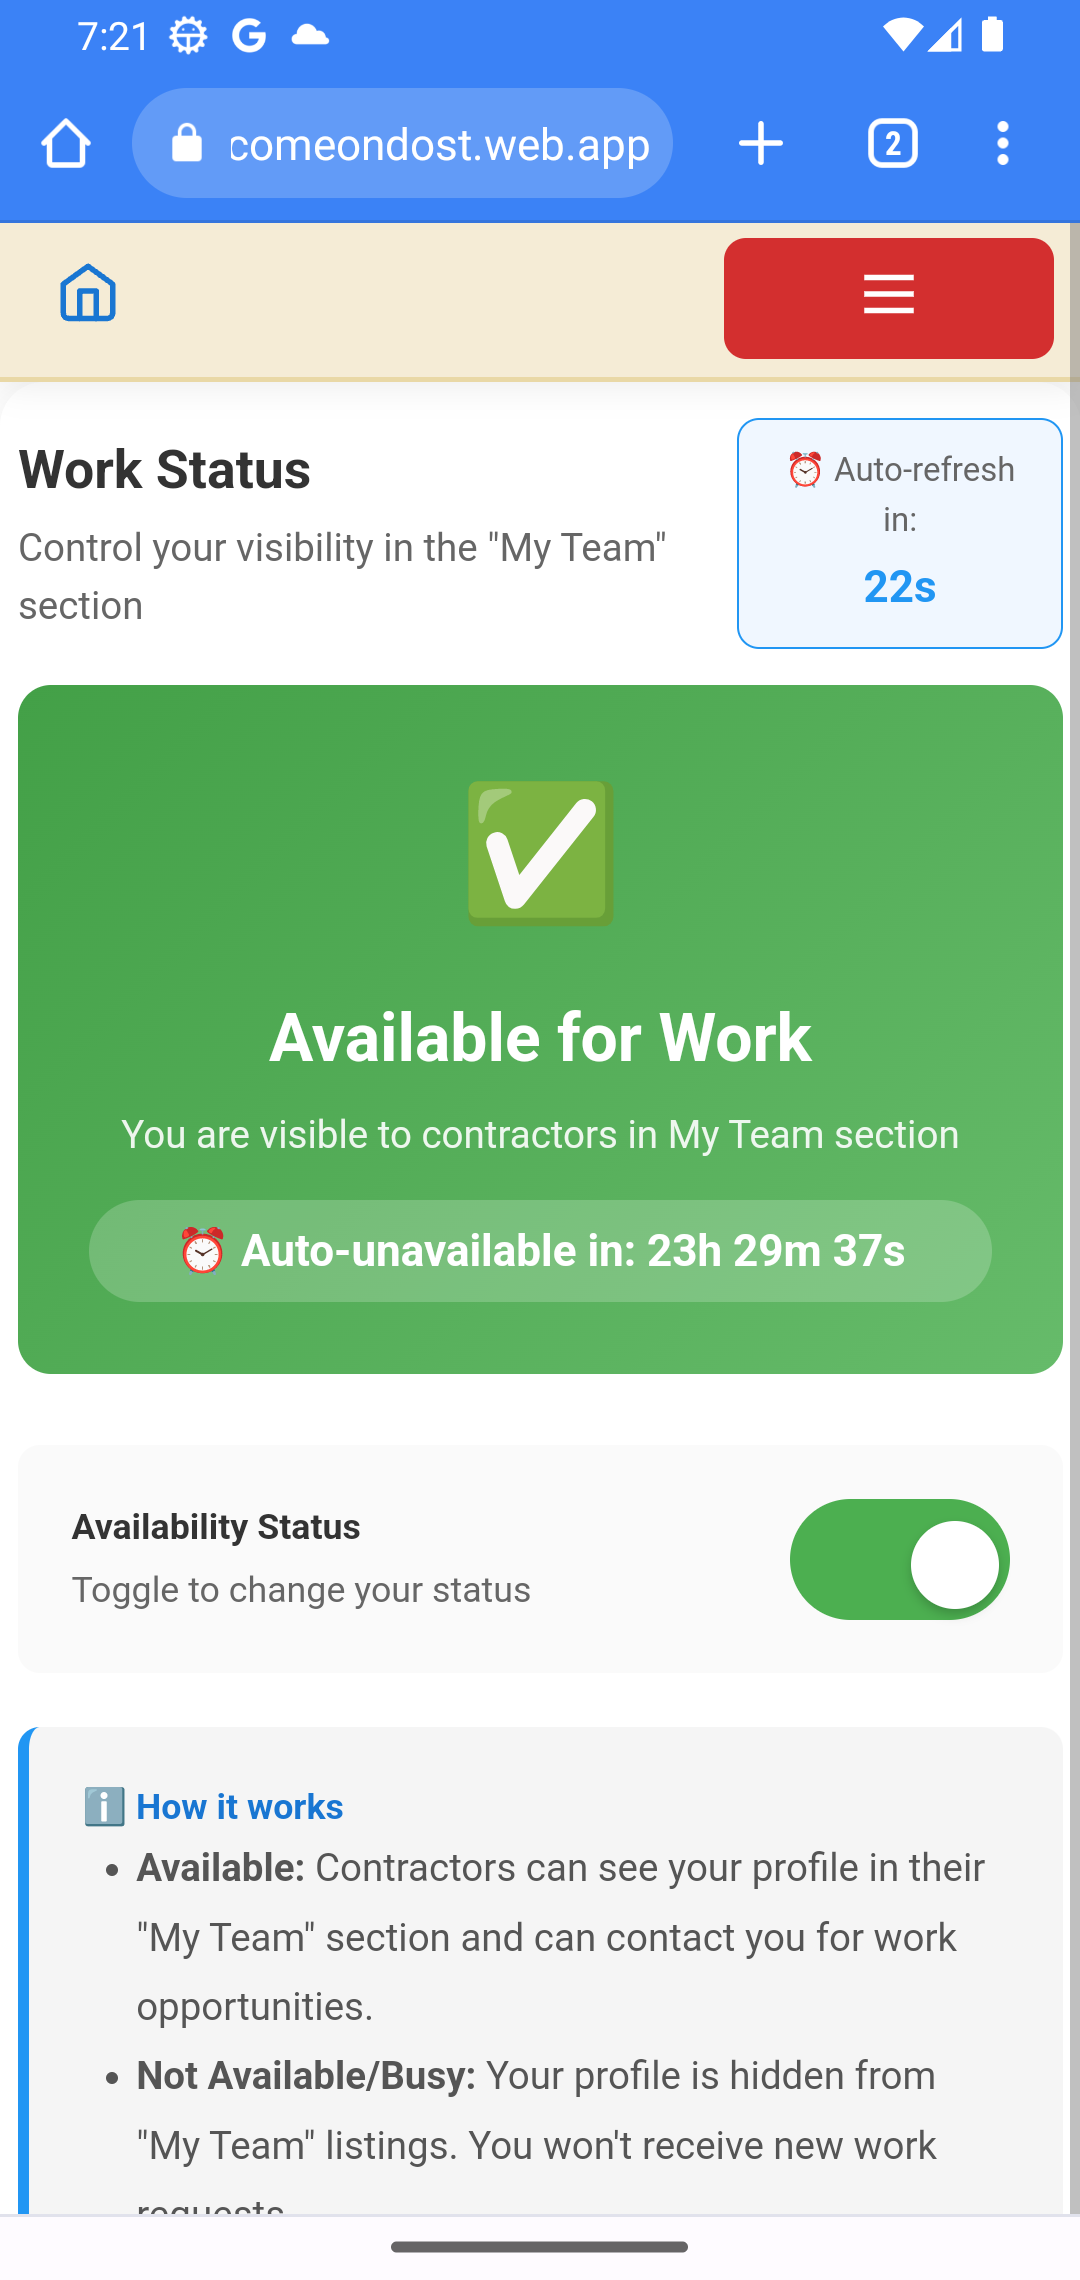 7:21
comeondost.web.app
2
Work Status
Control your visibility in the "My Team"
section
⏰ Auto-refresh
in:
22s
Available for Work
You are visible to contractors in My Team section
⏰ Auto-unavailable in: 23h 29m 37s
Availability Status
Toggle to change your status
ℹ️ How it works
• Available: Contractors can see your profile in their
"My Team" section and can contact you for work
opportunities.
• Not Available/Busy: Your profile is hidden from
"My Team" listings. You won't receive new work
requests